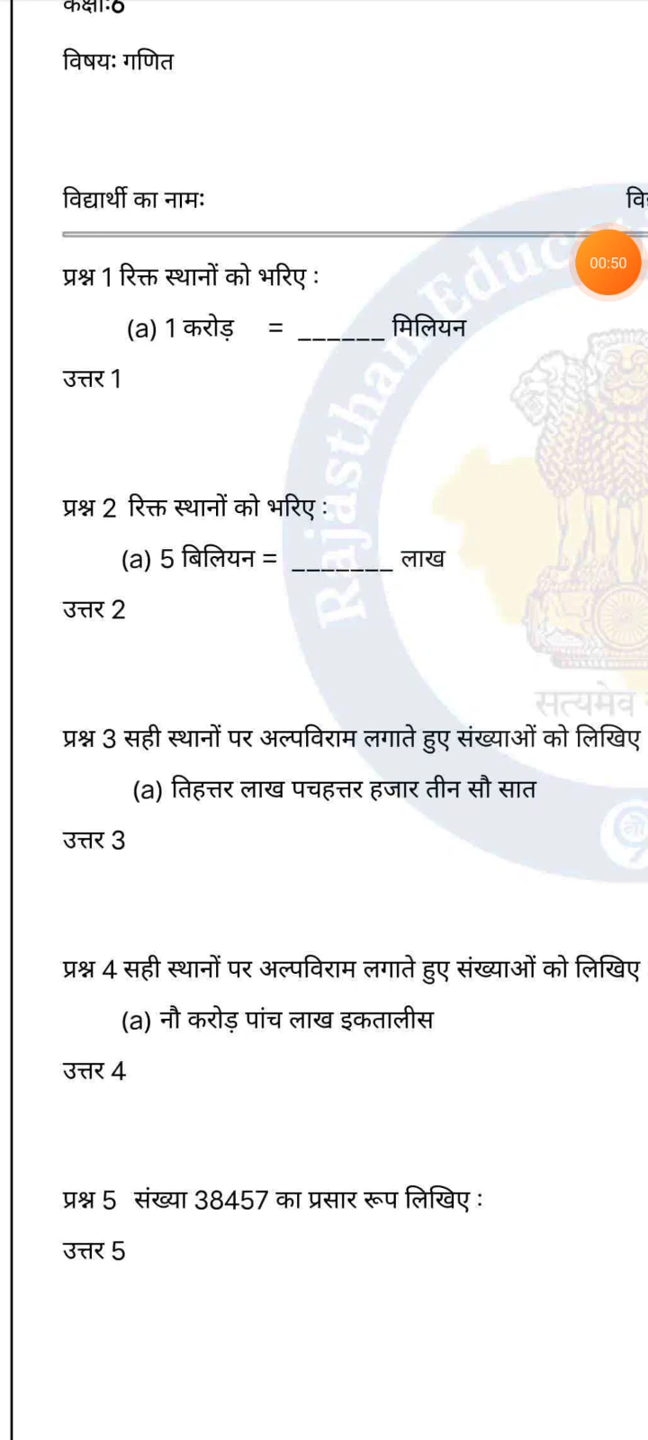 कक्षा:6
विषय: गणित
विद्यार्थी का नाम:
00:50
प्रश्न 1 रिक्त स्थानों को भरिए :
(a) 1 करोड़ = ______ मिलियन
उत्तर 1
प्रश्न 2 रिक्त स्थानों को भरिए :
(a) 5 बिलियन = _______ लाख
उत्तर 2
प्रश्न 3 सही स्थानों पर अल्पविराम लगाते हुए संख्याओं को लिखिए
(a) तिहत्तर लाख पचहत्तर हजार तीन सौ सात
उत्तर 3
प्रश्न 4 सही स्थानों पर अल्पविराम लगाते हुए संख्याओं को लिखिए
(a) नौ करोड़ पांच लाख इकतालीस
उत्तर 4
प्रश्न 5 संख्या 38457 का प्रसार रूप लिखिए :
उत्तर 5
Rajasthan
सत्यमेव